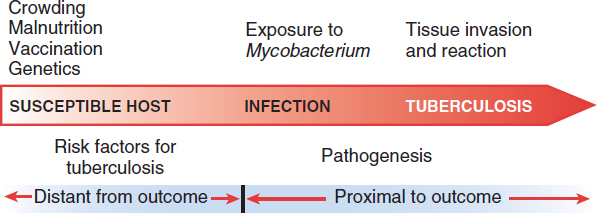 Crowding
Malnutrition
Vaccination
Genetics
Exposure to
Mycobacterium
Tissue invasion
and reaction
SUSCEPTIBLE HOST
INFECTION
TUBERCULOSIS
Risk factors for
tuberculosis
Pathogenesis
Distant from outcome
Proximal to outcome